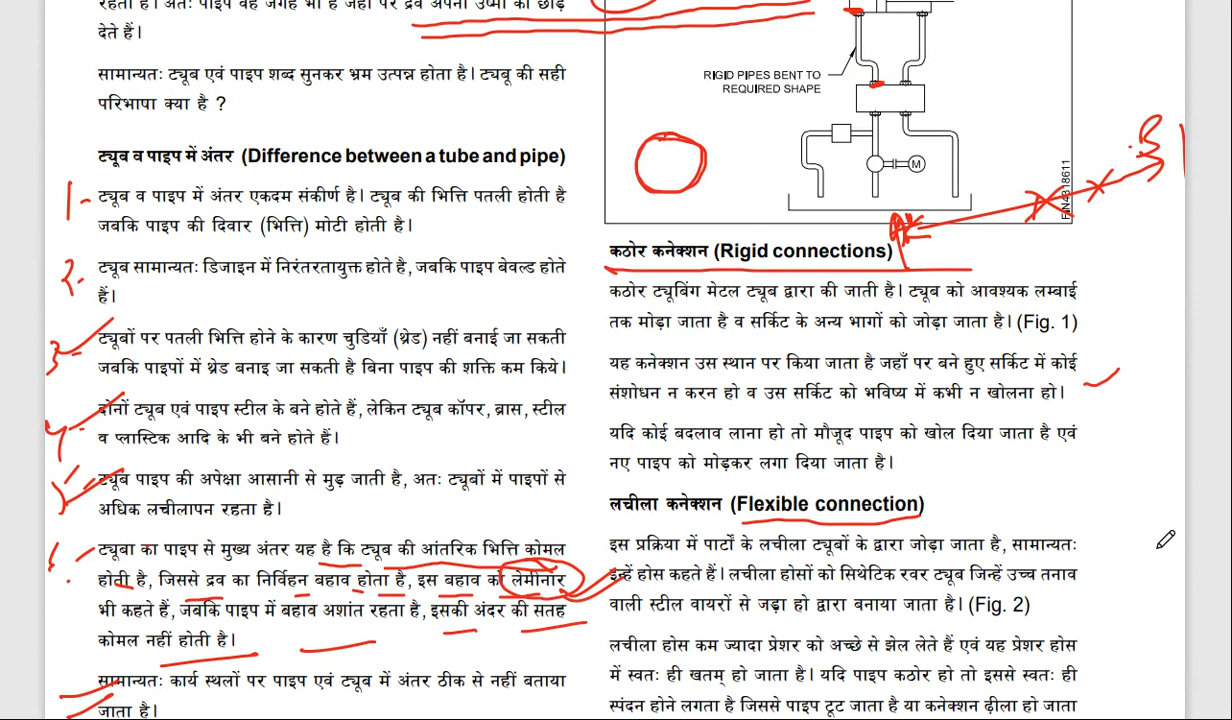 रहता है। अतः पाइप वह जगह भी है जहाँ पर द्रव अपनी उष्मा को छोड़
देते हैं।
सामान्यतः ट्यूब एवं पाइप शब्द सुनकर भ्रम उत्पन्न होता है। ट्यबू की सही
परिभाषा क्या है ?
ट्यूब व पाइप में अंतर (Difference between a tube and pipe)
1- ट्यूब व पाइप में अंतर एकदम संकीर्ण है। ट्यूब की भित्ति पतली होती है
जबकि पाइप की दिवार (भित्ति) मोटी होती है।
2- ट्यूब सामान्यतः डिजाइन में निरंतरतायुक्त होते है, जबकि पाइप बेवल्ड होते
हैं।
3- ट्यूबों पर पतली भित्ति होने के कारण चुडियाँ (थ्रेड) नहीं बनाई जा सकती
जबकि पाइपों में थ्रेड बनाइ जा सकती है बिना पाइप की शक्ति कम किये।
4- दोनों ट्यूब एवं पाइप स्टील के बने होते हैं, लेकिन ट्यूब कॉपर, ब्रास, स्टील
व प्लास्टिक आदि के भी बने होते हैं।
5- ट्यूब पाइप की अपेक्षा आसानी से मुड़ जाती है, अतः ट्यूबों में पाइपों से
अधिक लचीलापन रहता है।
ट्यूबा का पाइप से मुख्य अंतर यह है कि ट्यूब की आंतरिक भित्ति कोमल
होती है, जिससे द्रव का निर्विहन बहाव होता है, इस बहाव को लेमीनार
भी कहते हैं, जबकि पाइप में बहाव अशांत रहता है, इसकी अंदर की सतह
कोमल नहीं होती है।
सामान्यतः कार्य स्थलों पर पाइप एवं ट्यूब में अंतर ठीक से नहीं बताया
जाता है।
RIGID PIPES BENT TO
REQUIRED SHAPE
M
FIN4318611
B
कठोर कनेक्शन (Rigid connections)
कठोर ट्यूबिंग मेटल ट्यूब द्वारा की जाती है। ट्यूब को आवश्यक लम्बाई
तक मोड़ा जाता है व सर्किट के अन्य भागों को जोड़ा जाता है। (Fig. 1)
यह कनेक्शन उस स्थान पर किया जाता है जहाँ पर बने हुए सर्किट में कोई
संशोधन न करन हो व उस सर्किट को भविष्य में कभी न खोलना हो।
यदि कोई बदलाव लाना हो तो मौजूद पाइप को खोल दिया जाता है एवं
नए पाइप को मोड़कर लगा दिया जाता है।
लचीला कनेक्शन (Flexible connection)
इस प्रक्रिया में पार्टों के लचीला ट्यूबों के द्वारा जोड़ा जाता है, सामान्यतः
इन्हें होस कहते हैं। लचीला होसों को सिथेटिक रवर ट्यूब जिन्हें उच्च तनाव
वाली स्टील वायरों से जड़ा हो द्वारा बनाया जाता है। (Fig. 2)
लचीला होस कम ज्यादा प्रेशर को अच्छे से झेल लेते हैं एवं यह प्रेशर होस
में स्वतः ही खतम् हो जाता है। यदि पाइप कठोर हो तो इससे स्वतः ही
स्पंदन होने लगता है जिससे पाइप टूट जाता है या कनेक्शन ढ़ीला हो जाता